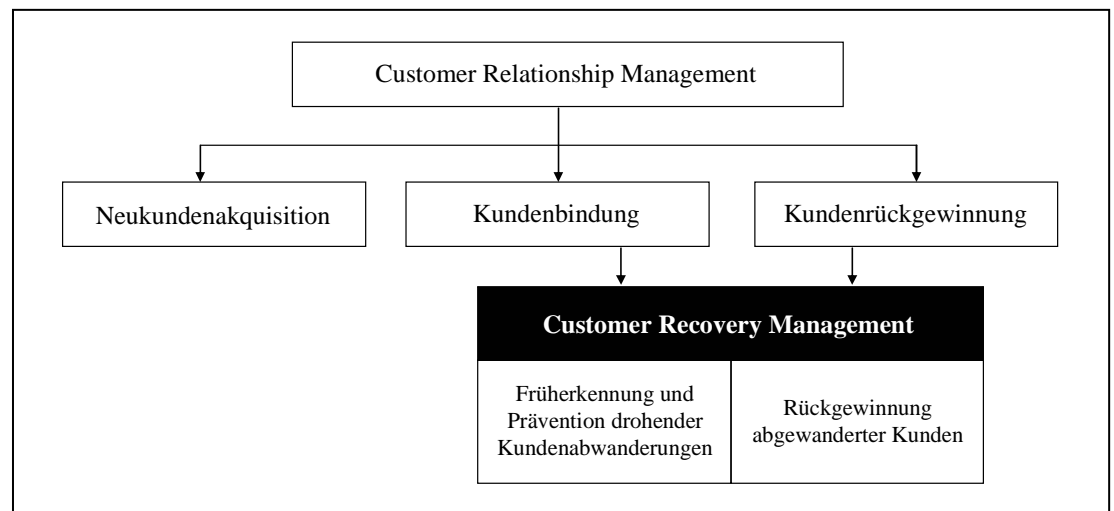 Customer Relationship Management
Neukundenakquisition
Kundenbindung
Kundenrückgewinnung
Customer Recovery Management
Früherkennung und
Prävention drohender
Kundenabwanderungen
Rückgewinnung
abgewanderter Kunden